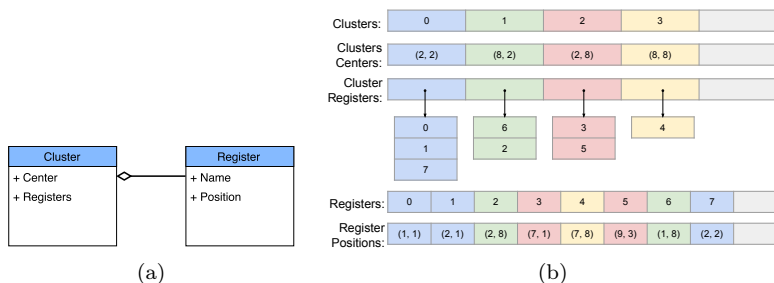 Cluster
+ Center
+ Registers
Register
+ Name
+ Position
(a)
Clusters: 0 1 2 3
Clusters Centers: (2, 2) (8, 2) (2, 8) (8, 8)
Cluster Registers:
0 6 3 4
1 2 5
7
Registers: 0 1 2 3 4 5 6 7
Register Positions: (1, 1) (2, 1) (2, 8) (7, 1) (7, 8) (9, 3) (1, 8) (2, 2)
(b)